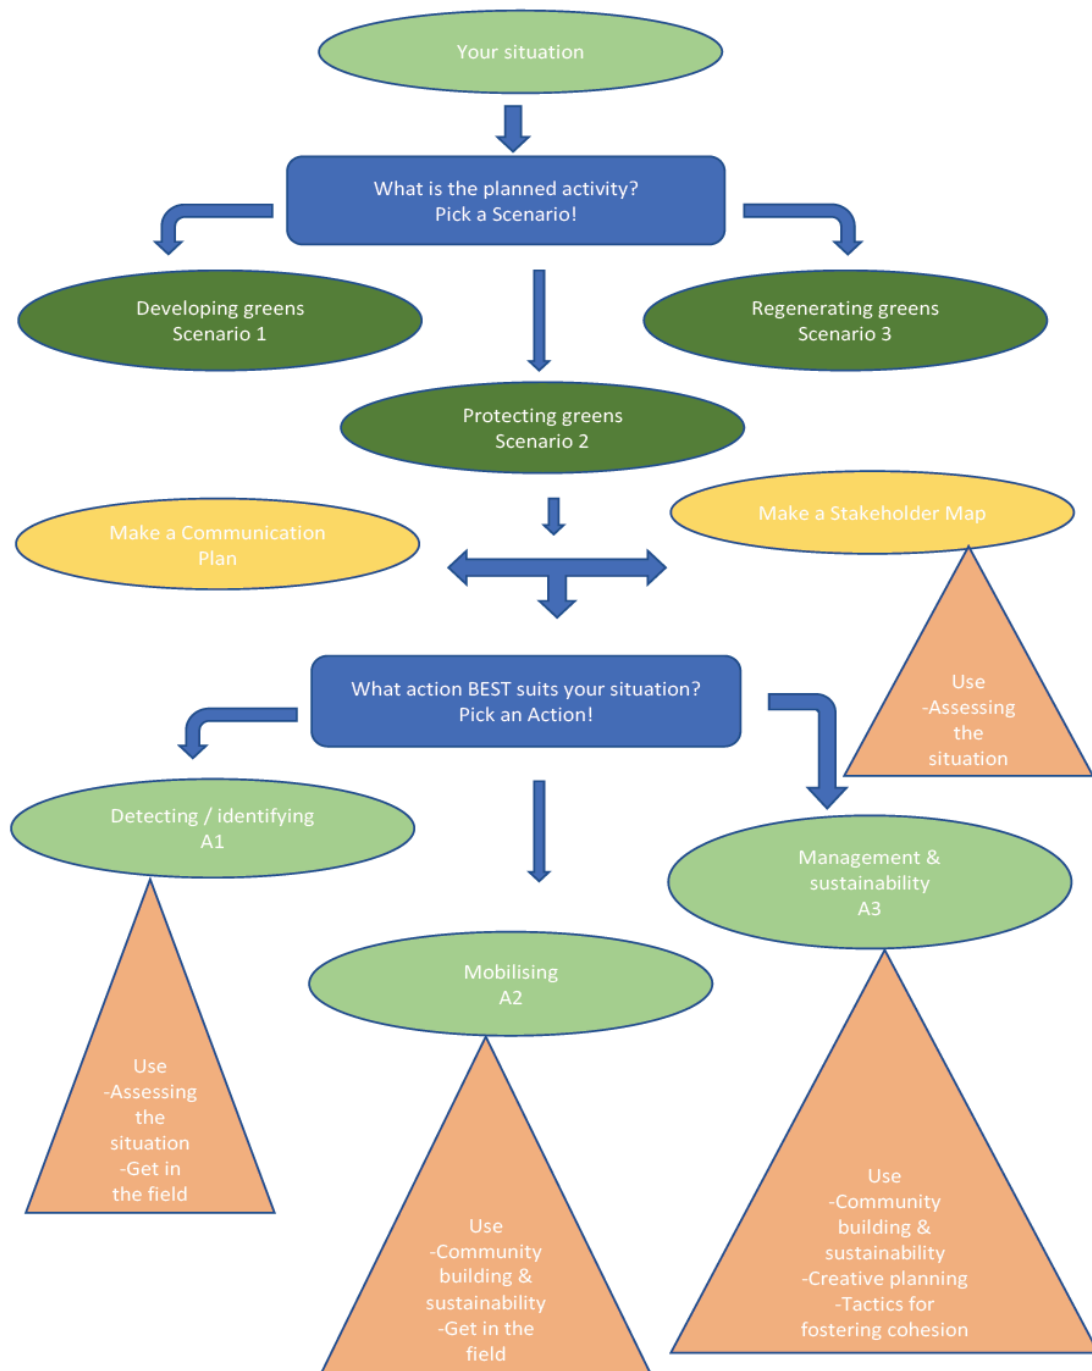 Your situation
What is the planned activity?
Pick a Scenario!
Developing greens
Scenario 1
Regenerating greens
Scenario 3
Protecting greens
Scenario 2
Make a Communication
Plan
Make a Stakeholder Map
Use
-Assessing
the
situation
What action BEST suits your situation?
Pick an Action!
Detecting / identifying
A1
Management &
sustainability
A3
Mobilising
A2
Use
-Assessing
the
situation
-Get in
the field
Use
-Community
building &
sustainability
-Get in the
field
Use
-Community
building &
sustainability
-Creative planning
-Tactics for
fostering cohesion